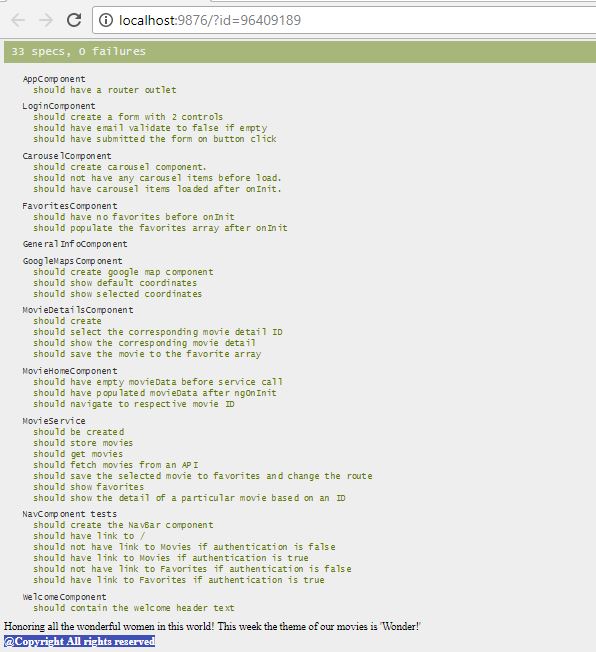 localhost:9876/?id=96409189
33 specs, 0 failures
AppComponent
should have a router outlet
LoginComponent
should create a form with 2 controls
should have email validate to false if empty
should have submitted the form on button click
CarouselComponent
should create carousel component.
should not have any carousel items before load.
should have carousel items loaded after onInit.
FavoritesComponent
should have no favorites before onInit
should populate the favorites array after onInit
GeneralInfoComponent
GoogleMapsComponent
should create google map component
should show default coordinates
should show selected coordinates
MovieDetailsComponent
should create
should select the corresponding movie detail ID
should show the corresponding movie detail
should save the movie to the favorite array
MovieHomeComponent
should have empty movieData before service call
should have populated movieData after ngOnInit
should navigate to respective movie ID
MovieService
should be created
should store movies
should get movies
should fetch movies from an API
should save the selected movie to favorites and change the route
should show favorites
should show the detail of a particular movie based on an ID
NavComponent tests
should create the NavBar component
should have link to /
should not have link to Movies if authentication is false
should have link to Movies if authentication is true
should not have link to Favorites if authentication is false
should have link to Favorites if authentication is true
WelcomeComponent
should contain the welcome header text
Honoring all the wonderful women in this world! This week the theme of our movies is 'Wonder!'
@Copyright All rights reserved